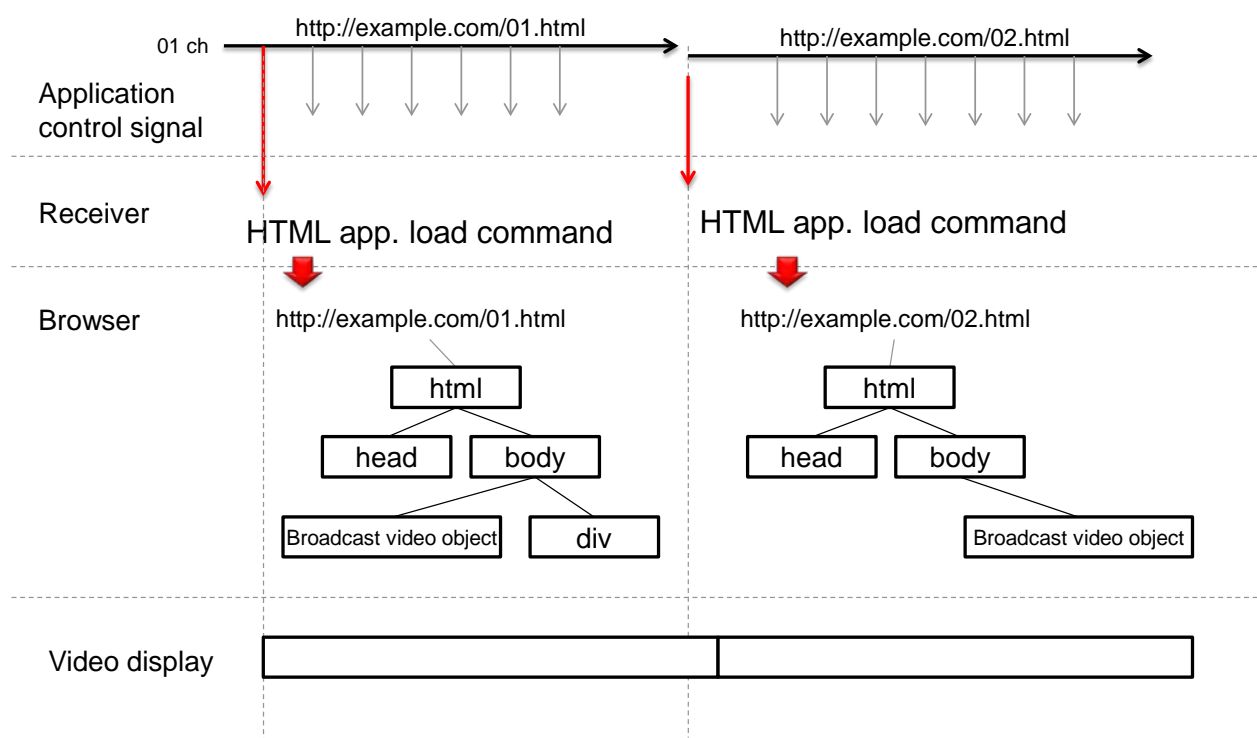 http://example.com/01.html
http://example.com/02.html
01 ch
Application
control signal
Receiver
HTML app. load command
HTML app. load command
Browser
http://example.com/01.html
http://example.com/02.html
html
html
head
body
head
body
Broadcast video object
div
Broadcast video object
Video display